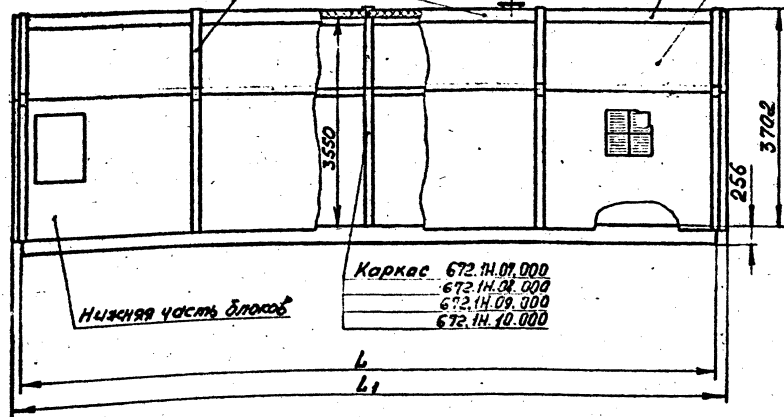 3550
3702
256
Каркас 672.1Н.07.000
672.1Н.08.000
672.1Н.09.000
672.1Н.10.000
Нижняя часть блоков
L
L1